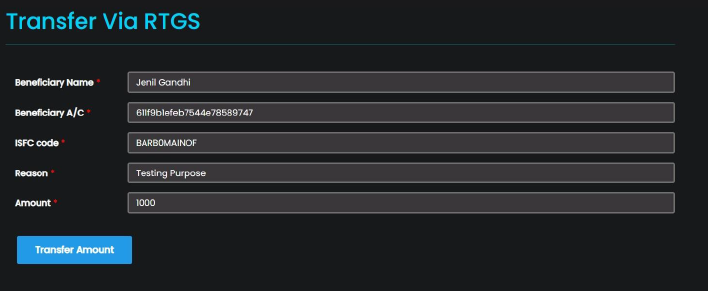 Transfer Via RTGS
Beneficiary Name * Jenil Gandhi
Beneficiary A/C * 611f9b1efeb7544e78589747
ISFC code * BARB0MAINOF
Reason * Testing Purpose
Amount * 1000
Transfer Amount